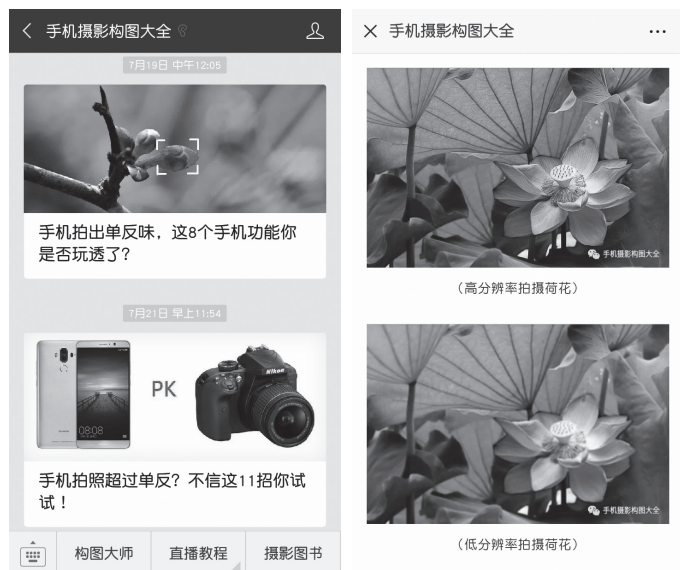 手机摄影构图大全
7月19日 中午12:05
手机拍出单反味，这8个手机功能你
是否玩透了？
7月21日 早上11:54
08:08
PK
Nikon
手机拍照超过单反？不信这11招你试
试！
构图大师
直播教程
摄影图书
手机摄影构图大全
手机摄影构图大全
（高分辨率拍摄荷花）
手机摄影构图大全
（低分辨率拍摄荷花）